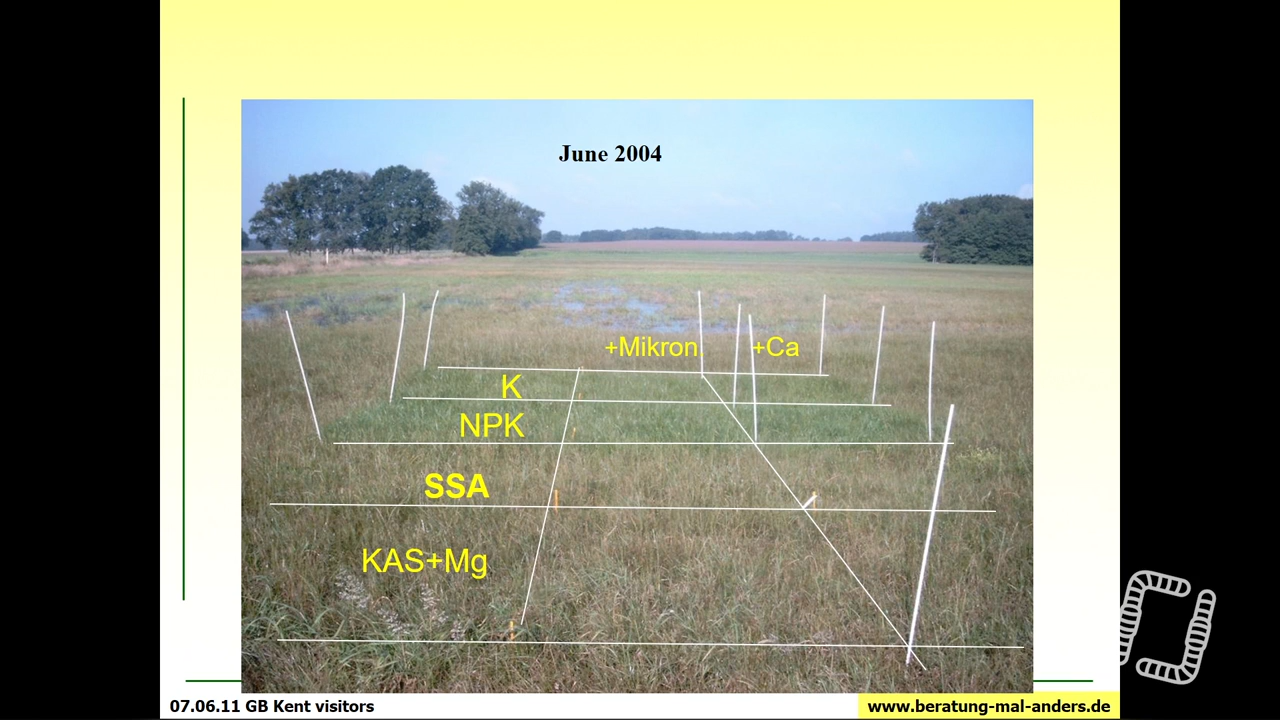 June 2004
+Mikron.
+Ca
K
NPK
SSA
KAS+Mg
07.06.11 GB Kent visitors
www.beratung-mal-anders.de